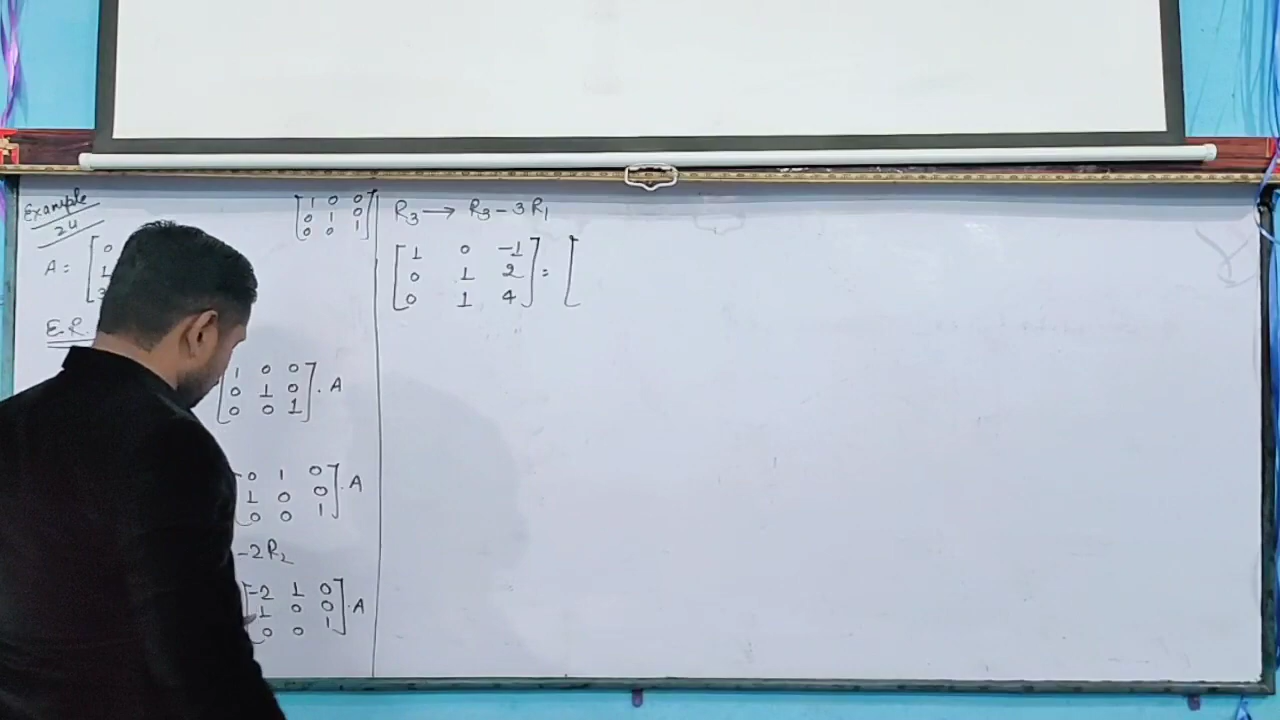 Example
24
1 0 0
0 1 0
0 0 1
A = [ 0
1
E.R.
[ 1 0 0
0 1 0
0 0 1 ] . A
0 1 0
1 0 0
0 0 1 ] . A
-2R₂
[ -2 1 0
1 0 0
0 0 1 ] . A
R₃ → R₃ - 3R₁
[ 1 0 -1
0 1 2
0 1 4 ] = [